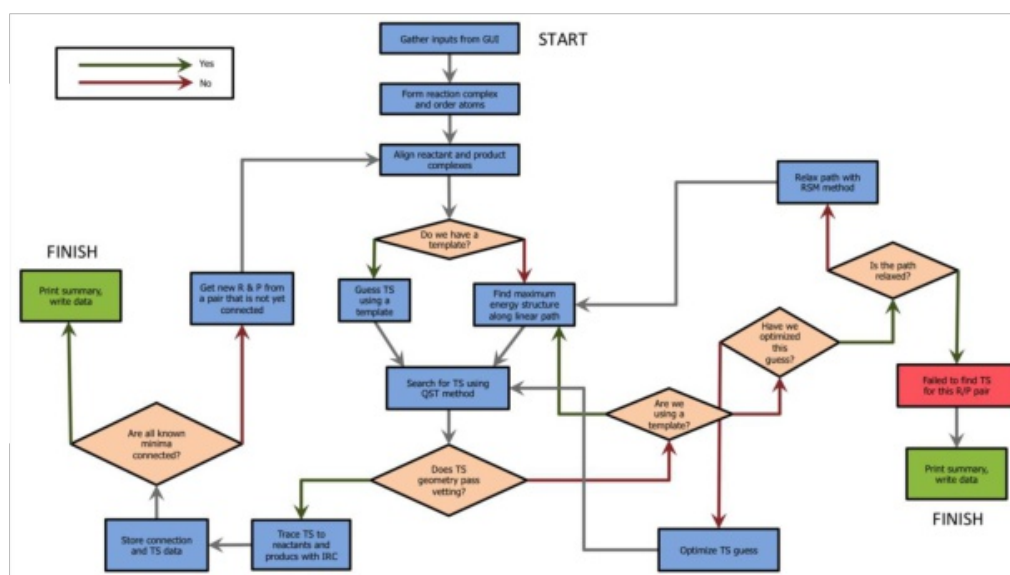 Gather inputs from GUI
START
Yes
No
Form reaction complex
and order atoms
Align reactant and product
complexes
Relax path with
RSM method
Do we have a
template?
FINISH
Is the path
relaxed?
Print summary,
write data
Get new R & P from
a pair that is not yet
connected
Guess TS
using a
template
Find maximum
energy structure
along linear path
Have we
optimized
this
guess?
Search for TS using
QST method
Failed to find TS
for this R/P pair
Are we
using a
template?
Are all known
minima
connected?
Does TS
geometry pass
vetting?
Print summary,
write data
FINISH
Store connection
and TS data
Trace TS to
reactants and
producs with IRC
Optimize TS guess